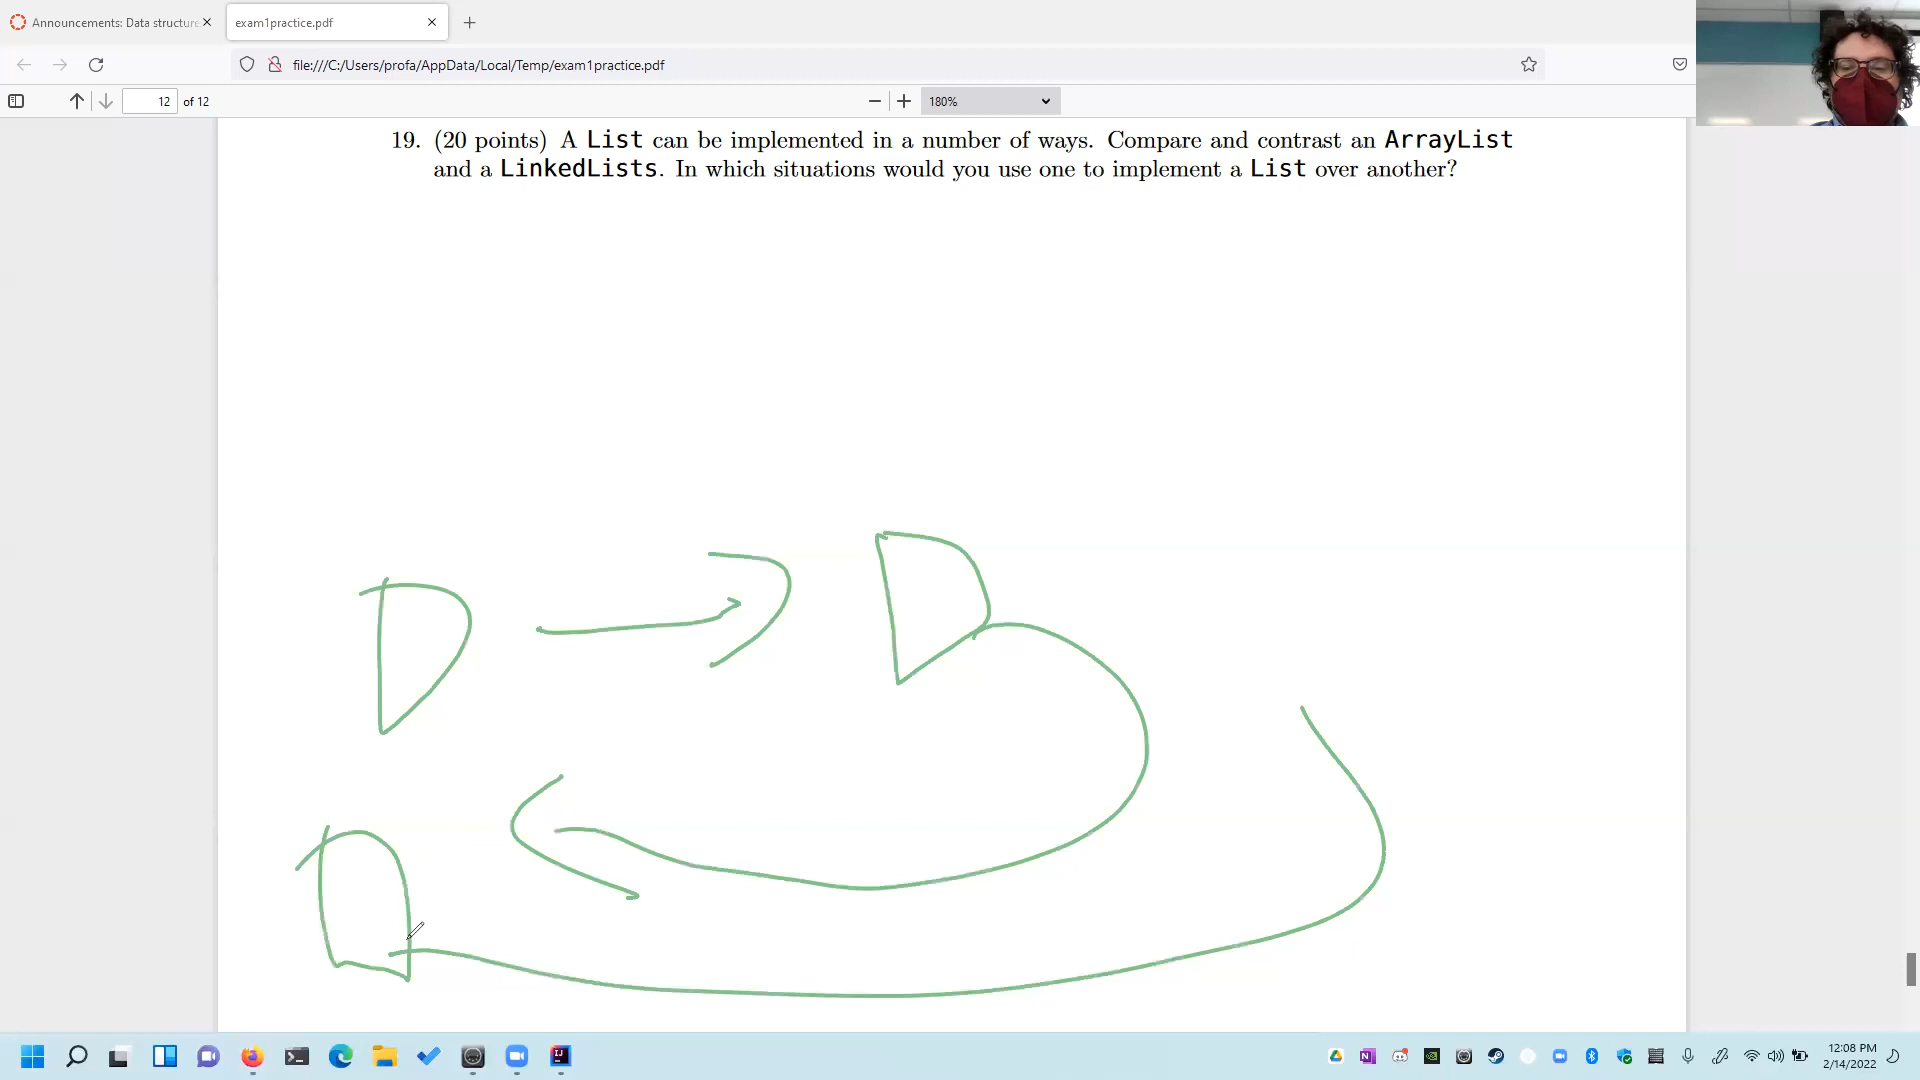 Announcements: Data structure
exam1practice.pdf
file:///C:/Users/profa/AppData/Local/Temp/exam1practice.pdf
12 of 12
180%
19. (20 points) A List can be implemented in a number of ways. Compare and contrast an ArrayList
and a LinkedLists. In which situations would you use one to implement a List over another?
12:08 PM
2/14/2022